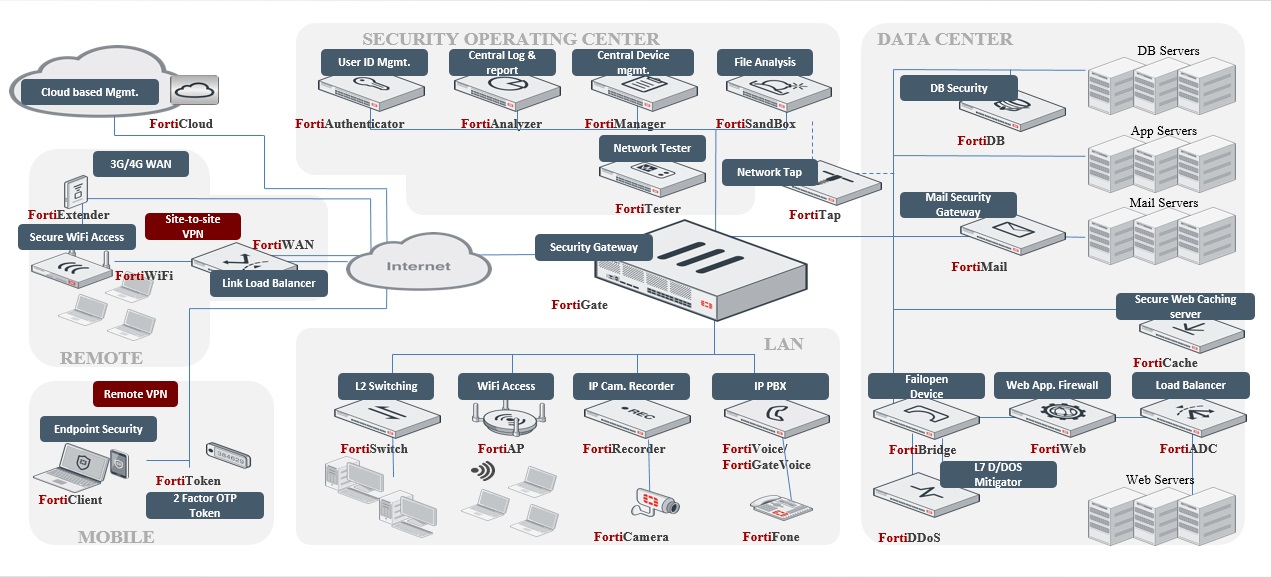 SECURITY OPERATING CENTER
DATA CENTER
User ID Mgmt.
Central Log &
report
Central Device
mgmt.
File Analysis
DB Servers
Cloud based Mgmt.
DB Security
FortiCloud
FortiAuthenticator
FortiAnalyzer
FortiManager
FortiSandBox
App Servers
FortiDB
Network Tester
3G/4G WAN
Network Tap
FortiTester
FortiTap
Mail Security
Gateway
Mail Servers
FortiExtender
Site-to-site
VPN
Secure WiFi Access
FortiWAN
Security Gateway
FortiMail
Internet
FortiWiFi
Link Load Balancer
FortiGate
Secure Web Caching
server
REMOTE
LAN
FortiCache
Remote VPN
L2 Switching
WiFi Access
IP Cam. Recorder
IP PBX
Failopen
Device
Web App. Firewall
Load Balancer
REC
Endpoint Security
FortiSwitch
FortiAP
FortiRecorder
FortiVoice/
FortiGateVoice
FortiBridge
FortiWeb
FortiADC
384629
L7 D/DOS
Mitigator
FortiToken
FortiClient
2 Factor OTP
Token
Web Servers
MOBILE
FortiCamera
FortiFone
FortiDDoS